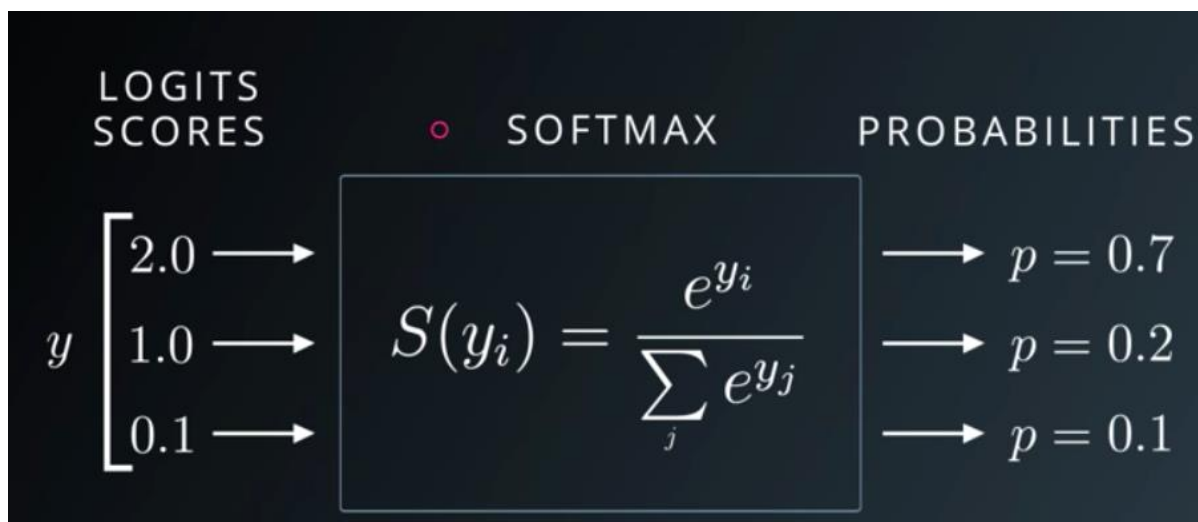 LOGITS
SCORES
SOFTMAX
PROBABILITIES
y
2.0
1.0
0.1
S(y_i) = e^{y_i} / \sum_j e^{y_j}
p = 0.7
p = 0.2
p = 0.1